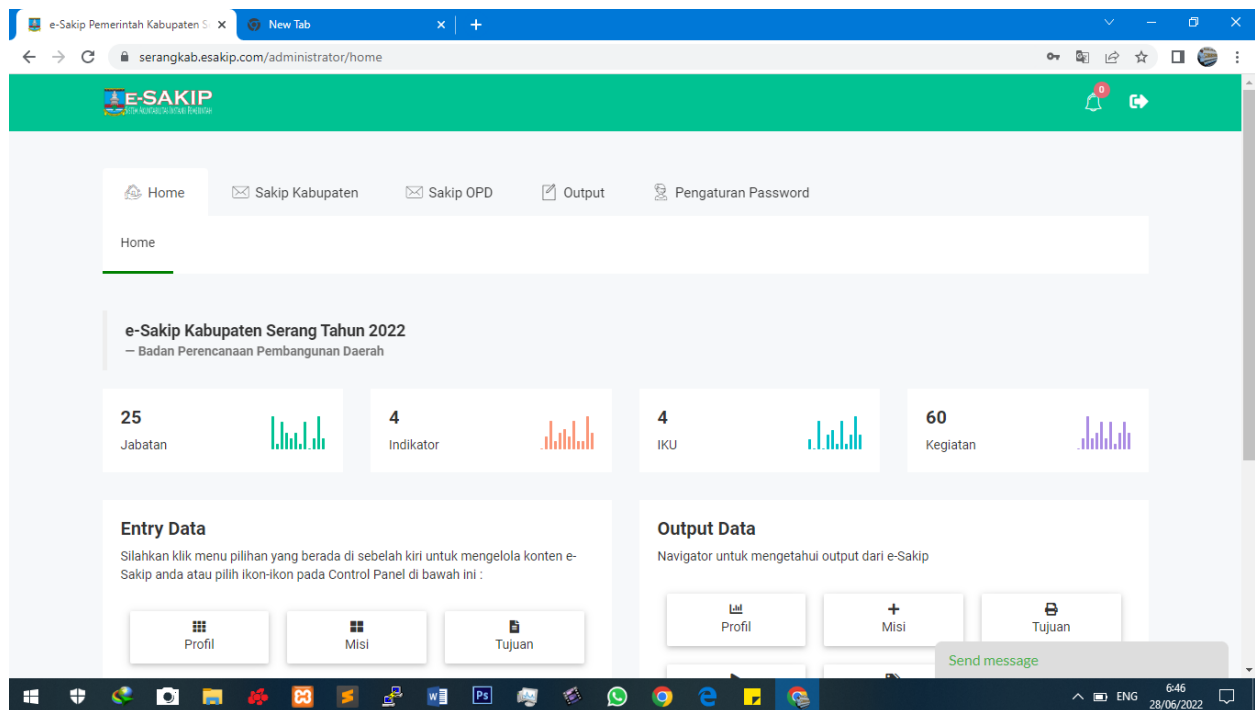 e-Sakip Pemerintah Kabupaten S
New Tab
serangkab.esakip.com/administrator/home
E-SAKIP
0
Home
Sakip Kabupaten
Sakip OPD
Output
Pengaturan Password
Home
e-Sakip Kabupaten Serang Tahun 2022
— Badan Perencanaan Pembangunan Daerah
25
Jabatan
4
Indikator
4
IKU
60
Kegiatan
Entry Data
Silahkan klik menu pilihan yang berada di sebelah kiri untuk mengelola konten e-
Sakip anda atau pilih ikon-ikon pada Control Panel di bawah ini :
Profil
Misi
Tujuan
Output Data
Navigator untuk mengetahui output dari e-Sakip
Profil
Misi
Tujuan
Send message
Ps
ENG
6:46
28/06/2022